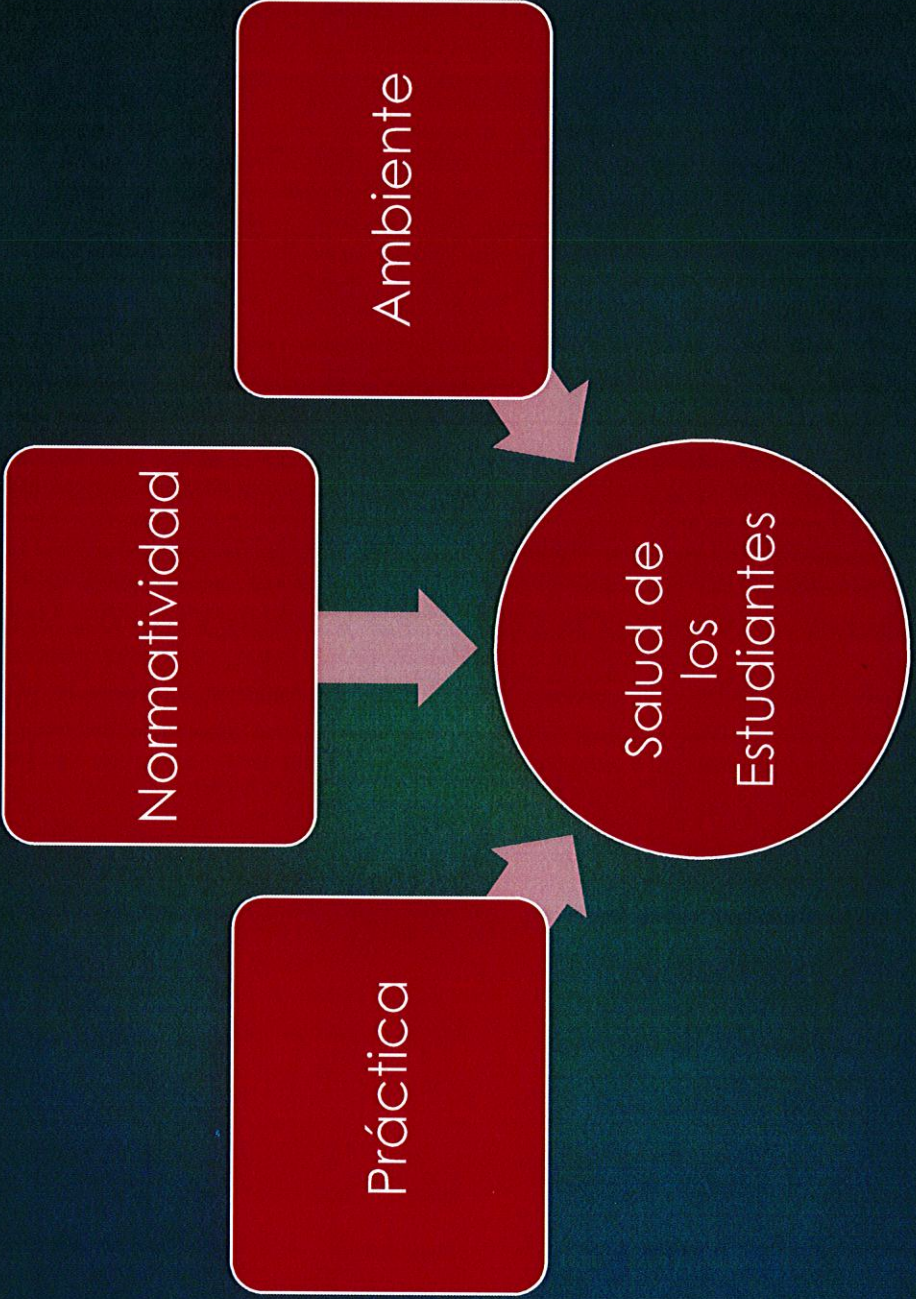 Práctica
Normatividad
Ambiente
Salud de
los
Estudiantes